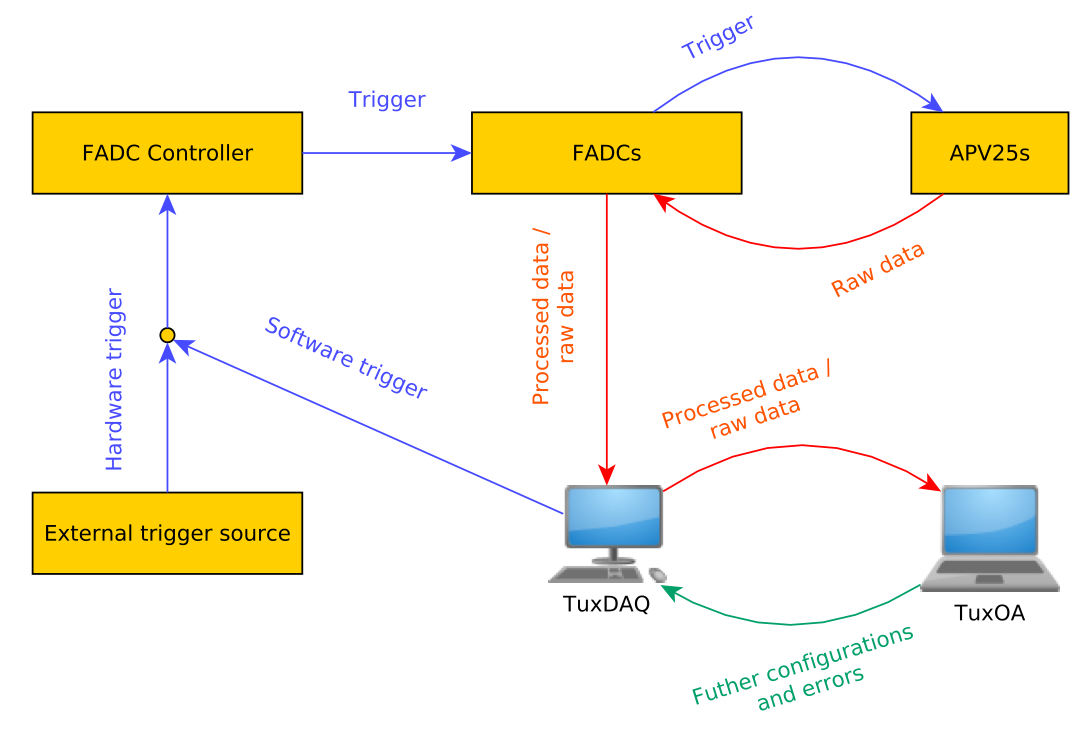 Trigger
Trigger
FADC Controller
FADCs
APV25s
Raw data
Processed data /
raw data
Hardware trigger
Software trigger
Processed data /
raw data
External trigger source
TuxDAQ
TuxOA
Futher configurations
and errors